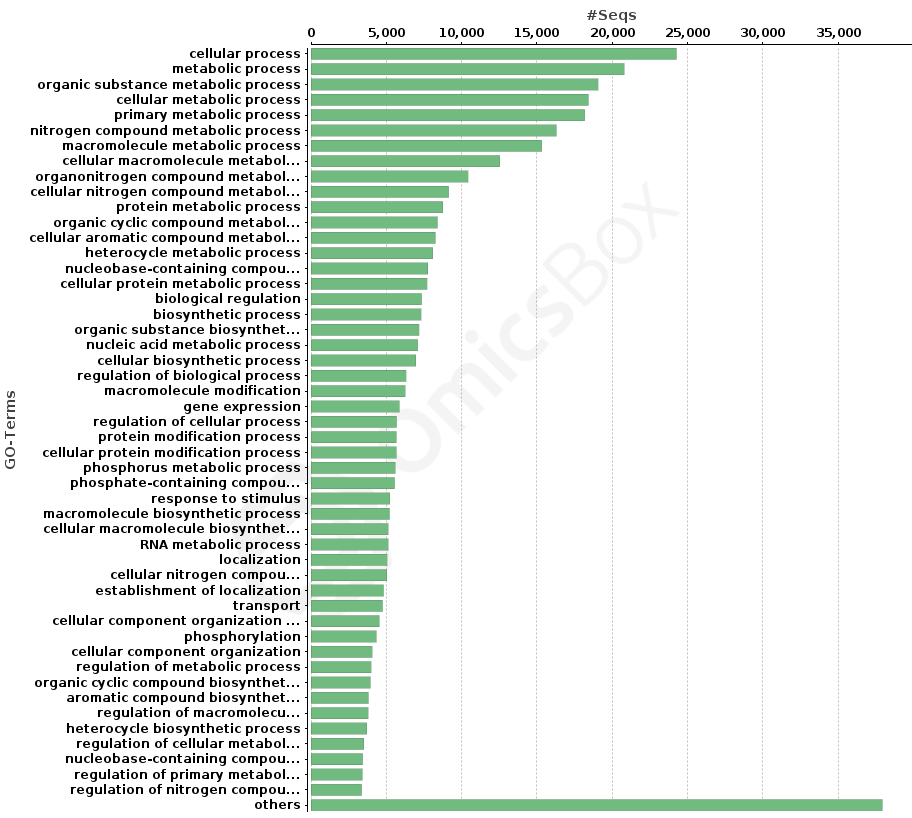 #Seqs
0 5,000 10,000 15,000 20,000 25,000 30,000 35,000
cellular process
metabolic process
organic substance metabolic process
cellular metabolic process
primary metabolic process
nitrogen compound metabolic process
macromolecule metabolic process
cellular macromolecule metabol...
organonitrogen compound metabol...
cellular nitrogen compound metabol...
protein metabolic process
organic cyclic compound metabol...
cellular aromatic compound metabol...
heterocycle metabolic process
nucleobase-containing compou...
cellular protein metabolic process
biological regulation
biosynthetic process
organic substance biosynthet...
nucleic acid metabolic process
cellular biosynthetic process
regulation of biological process
macromolecule modification
gene expression
regulation of cellular process
protein modification process
cellular protein modification process
phosphorus metabolic process
phosphate-containing compou...
response to stimulus
macromolecule biosynthetic process
cellular macromolecule biosynthet...
RNA metabolic process
localization
cellular nitrogen compou...
establishment of localization
transport
cellular component organization ...
phosphorylation
cellular component organization
regulation of metabolic process
organic cyclic compound biosynthet...
aromatic compound biosynthet...
regulation of macromolecu...
heterocycle biosynthetic process
regulation of cellular metabol...
nucleobase-containing compou...
regulation of primary metabol...
regulation of nitrogen compou...
others
GO-Terms
OmicsBox